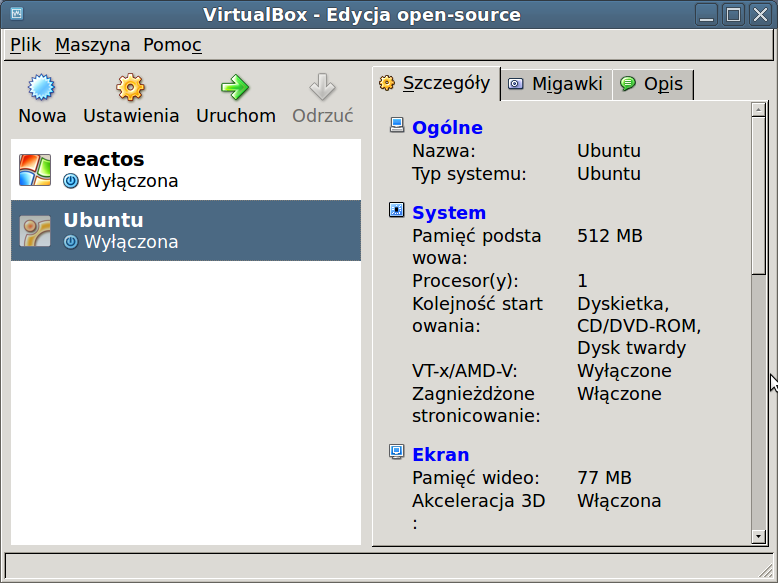 VirtualBox - Edycja open-source
Plik Maszyna Pomoc
Nowa Ustawienia Uruchom Odrzuć
reactos
Wyłączona
Ubuntu
Wyłączona
Szczegóły Migawki Opis
Ogólne
Nazwa: Ubuntu
Typ systemu: Ubuntu
System
Pamięć podsta 512 MB
wowa:
Procesor(y): 1
Kolejność start Dyskietka,
owania: CD/DVD-ROM,
Dysk twardy
VT-x/AMD-V: Wyłączone
Zagnieżdżone Włączone
stronicowanie:
Ekran
Pamięć wideo: 77 MB
Akceleracja 3D Włączona
: